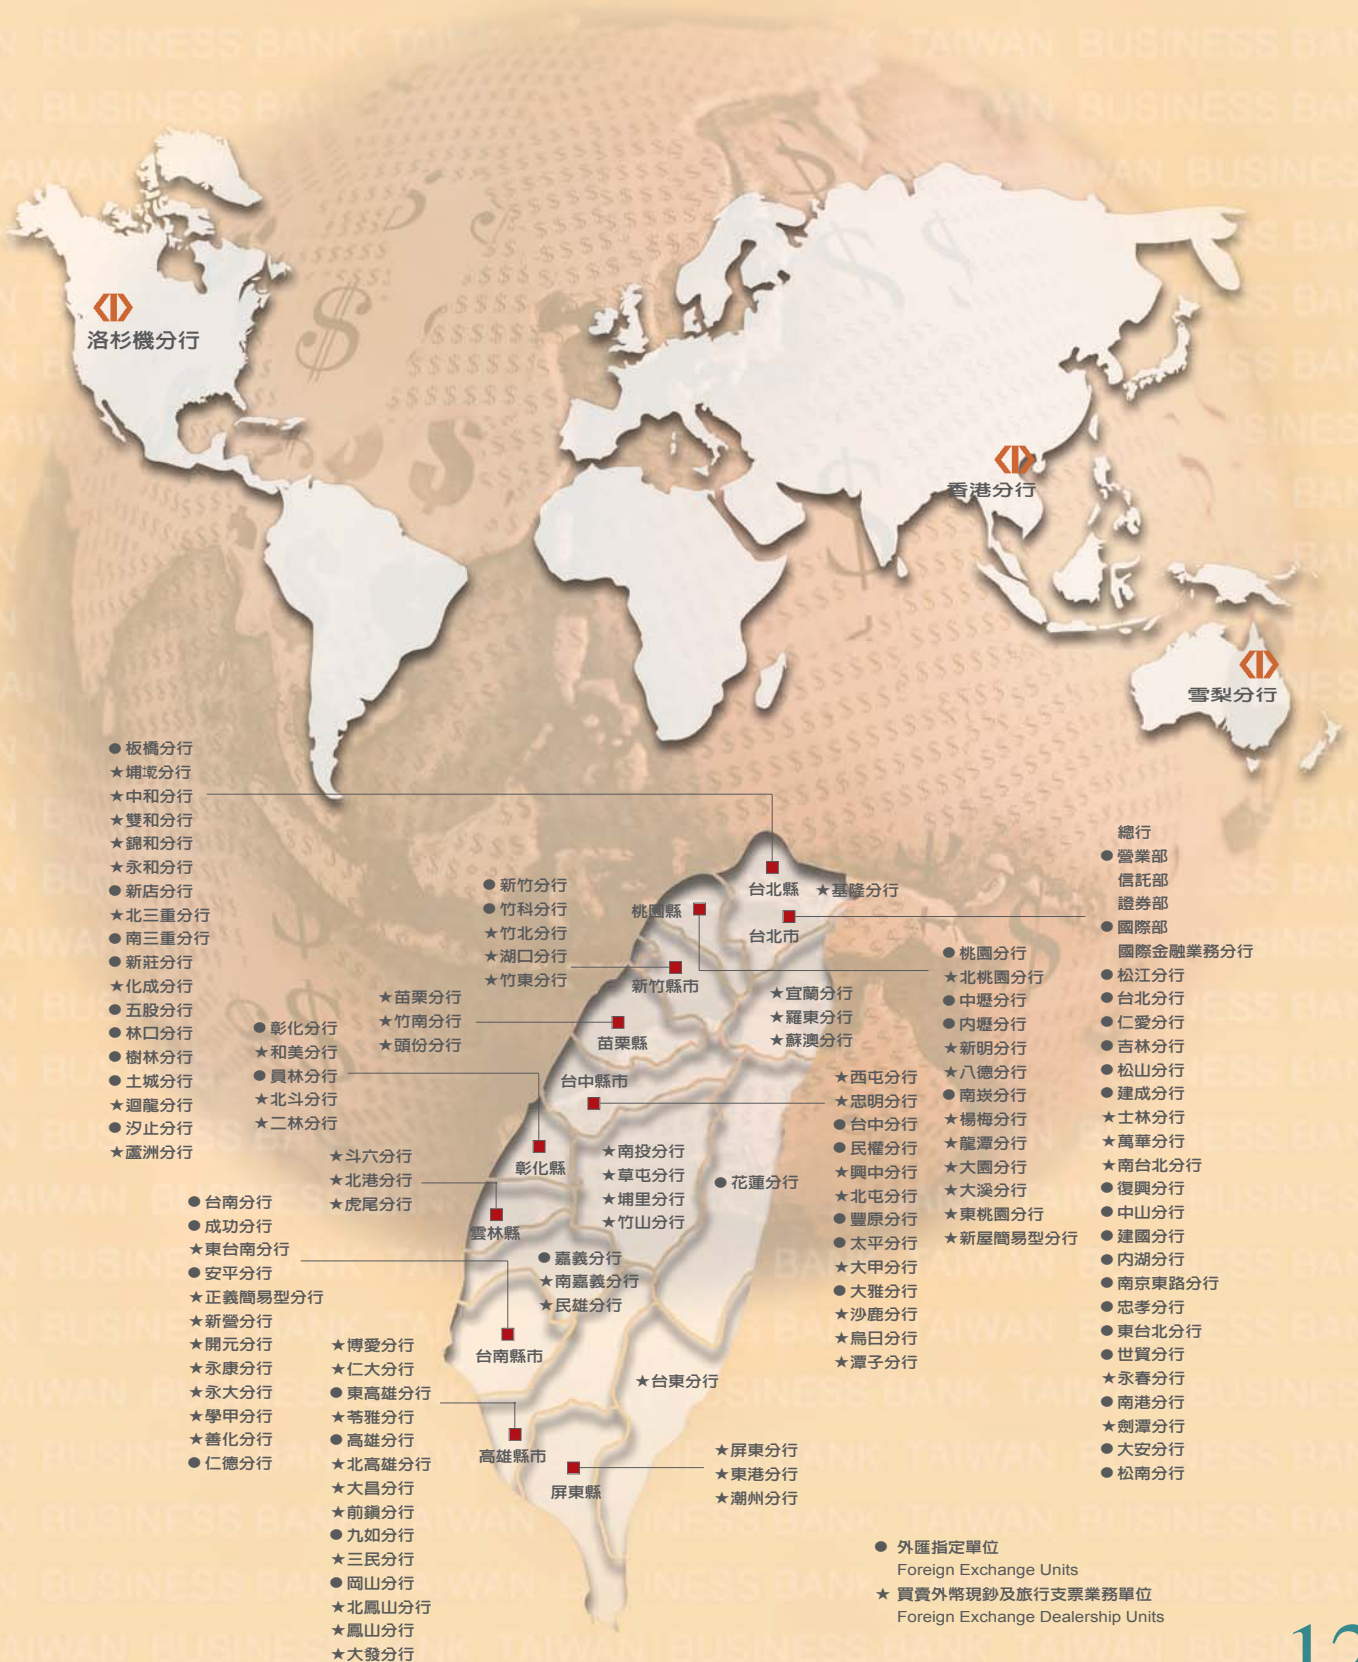 洛杉機分行
香港分行
雪梨分行
● 板橋分行
★埔墘分行
★中和分行
★雙和分行
★錦和分行
★永和分行
● 新店分行
★北三重分行
● 南三重分行
● 新莊分行
★化成分行
● 五股分行
● 林口分行
● 樹林分行
● 土城分行
★迴龍分行
● 汐止分行
★蘆洲分行
● 新竹分行
● 竹科分行
★竹北分行
★湖口分行
★竹東分行
★苗栗分行
★竹南分行
★頭份分行
● 彰化分行
★和美分行
● 員林分行
★北斗分行
★二林分行
★斗六分行
★北港分行
★虎尾分行
● 台南分行
● 成功分行
★東台南分行
● 安平分行
★正義簡易型分行
★新營分行
★開元分行
★永康分行
★永大分行
★學甲分行
★善化分行
● 仁德分行
★博愛分行
★仁大分行
● 東高雄分行
★苓雅分行
● 高雄分行
★北高雄分行
★大昌分行
★前鎮分行
● 九如分行
★三民分行
● 岡山分行
★北鳳山分行
★鳳山分行
★大發分行
台北縣
★基隆分行
桃園縣
台北市
新竹縣市
★宜蘭分行
★羅東分行
★蘇澳分行
苗栗縣
台中縣市
彰化縣
★南投分行
★草屯分行
★埔里分行
★竹山分行
● 花蓮分行
雲林縣
● 嘉義分行
★南嘉義分行
★民雄分行
台南縣市
★台東分行
高雄縣市
屏東縣
★屏東分行
★東港分行
★潮州分行
★西屯分行
★忠明分行
● 台中分行
● 民權分行
★興中分行
★北屯分行
● 豐原分行
● 太平分行
★大甲分行
● 大雅分行
★沙鹿分行
★烏日分行
★潭子分行
● 桃園分行
★北桃園分行
● 中壢分行
● 內壢分行
★新明分行
★八德分行
● 南崁分行
★楊梅分行
★龍潭分行
★大園分行
★大溪分行
★東桃園分行
★新屋簡易型分行
總行
● 營業部
信託部
證券部
● 國際部
國際金融業務分行
● 松江分行
● 台北分行
● 仁愛分行
● 吉林分行
● 松山分行
● 建成分行
★士林分行
★萬華分行
★南台北分行
● 復興分行
● 中山分行
● 建國分行
● 內湖分行
● 南京東路分行
● 忠孝分行
● 東台北分行
● 世貿分行
★永春分行
● 南港分行
★劍潭分行
● 大安分行
● 松南分行
● 外匯指定單位
Foreign Exchange Units
★ 買賣外幣現鈔及旅行支票業務單位
Foreign Exchange Dealership Units